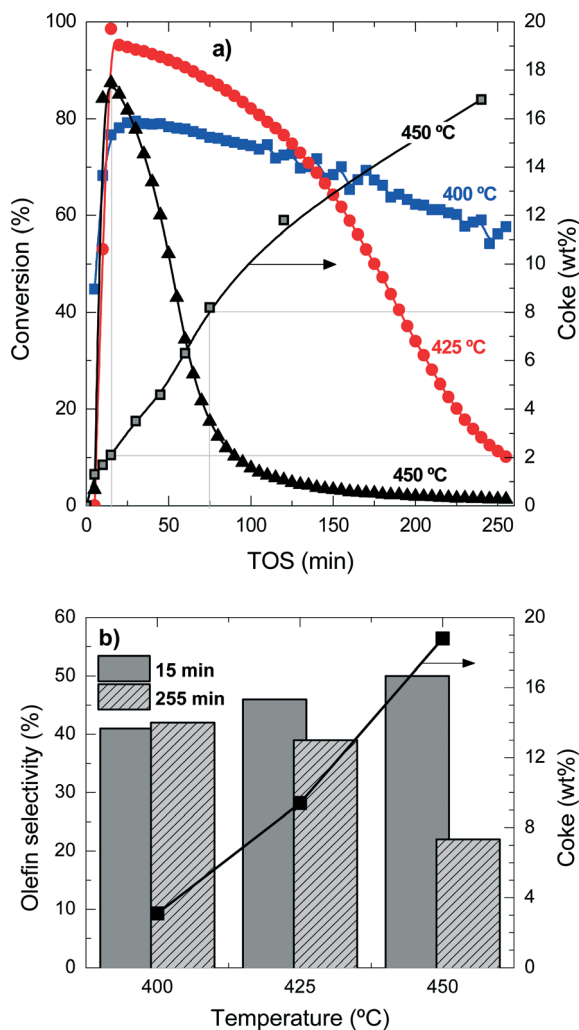 a)
100
80
60
40
20
0
Conversion (%)
20
18
16
14
12
10
8
6
4
2
0
Coke (wt%)
450 ºC
400 ºC
425 ºC
450 ºC
0 50 100 150 200 250
TOS (min)
b)
15 min
255 min
60
50
40
30
20
10
0
Olefin selectivity (%)
20
16
12
8
4
0
Coke (wt%)
400 425 450
Temperature (ºC)